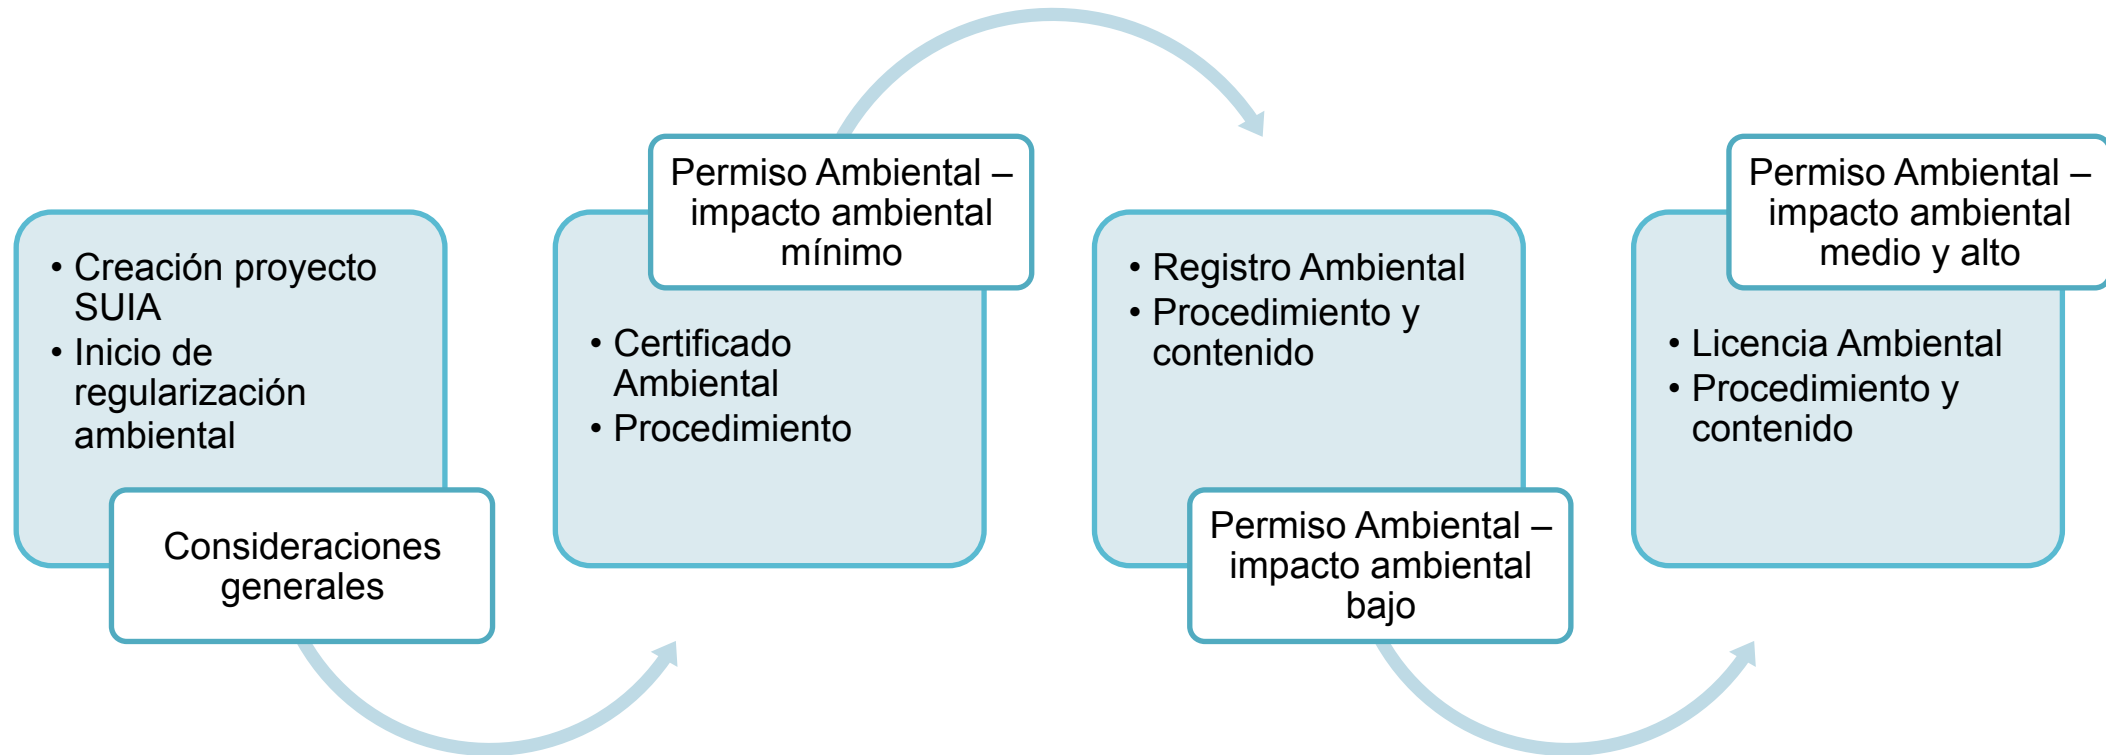 • Creación proyecto
SUIA
• Inicio de
regularización
ambiental
Consideraciones
generales
Permiso Ambiental –
impacto ambiental
mínimo
• Certificado
Ambiental
• Procedimiento
• Registro Ambiental
• Procedimiento y
contenido
Permiso Ambiental –
impacto ambiental
bajo
Permiso Ambiental –
impacto ambiental
medio y alto
• Licencia Ambiental
• Procedimiento y
contenido